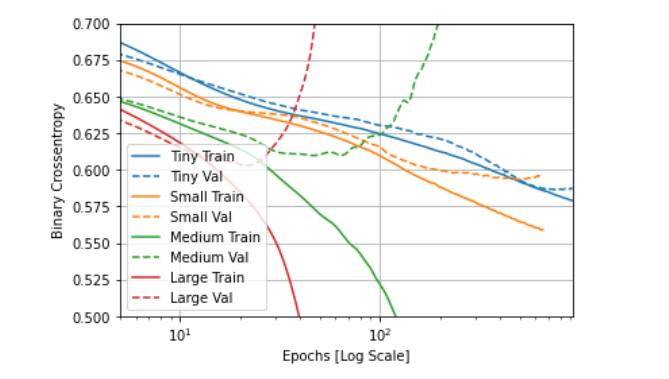 0.700
0.675
0.650
0.625
0.600
0.575
0.550
0.525
0.500
Binary Crossentropy
Tiny Train
Tiny Val
Small Train
Small Val
Medium Train
Medium Val
Large Train
Large Val
10¹
10²
Epochs [Log Scale]